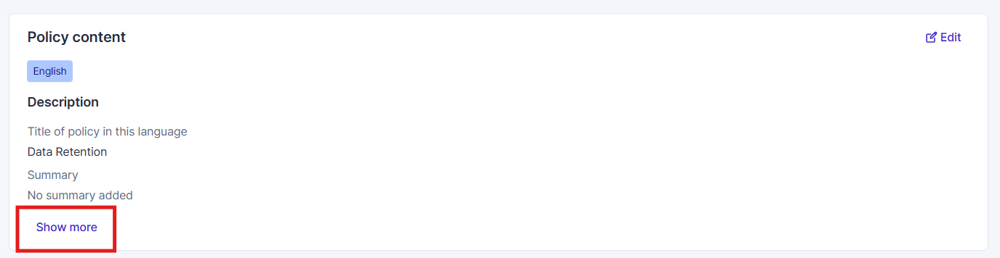 Policy content
Edit
English
Description
Title of policy in this language
Data Retention
Summary
No summary added
Show more